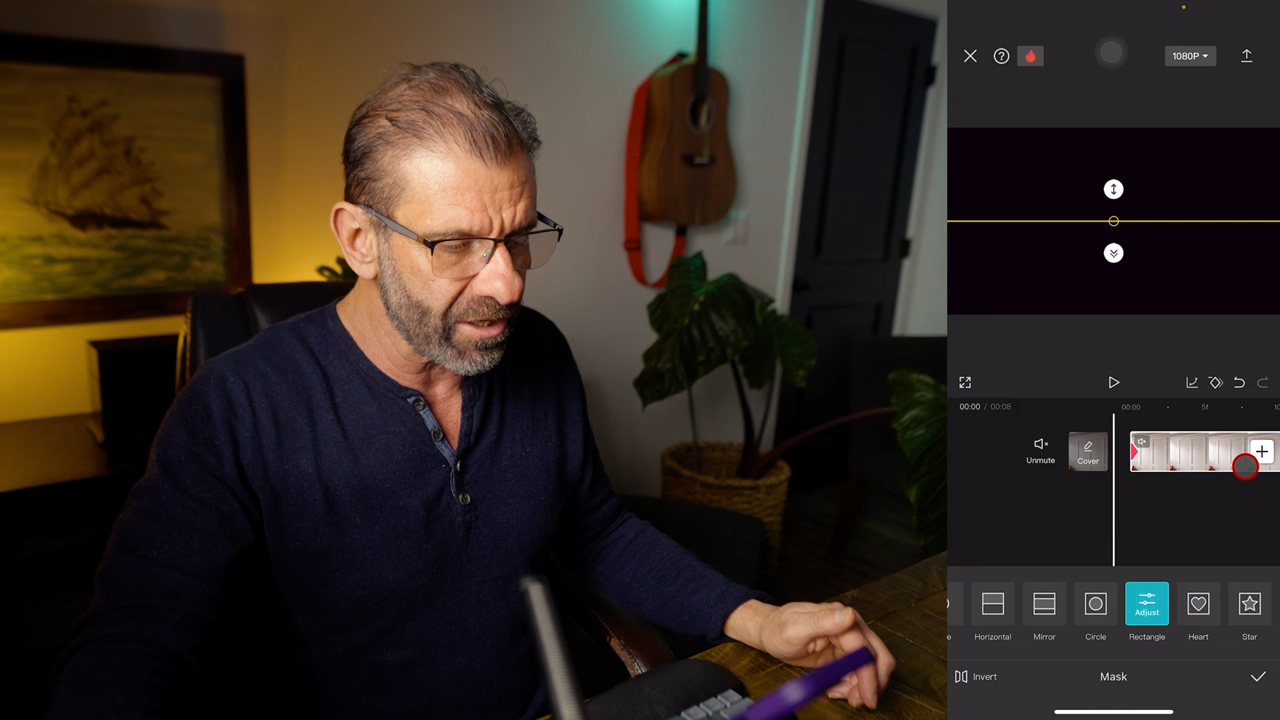 1080P
00:00 / 00:08
00:00
5f
Unmute
Cover
Horizontal
Mirror
Circle
Adjust
Rectangle
Heart
Star
Invert
Mask